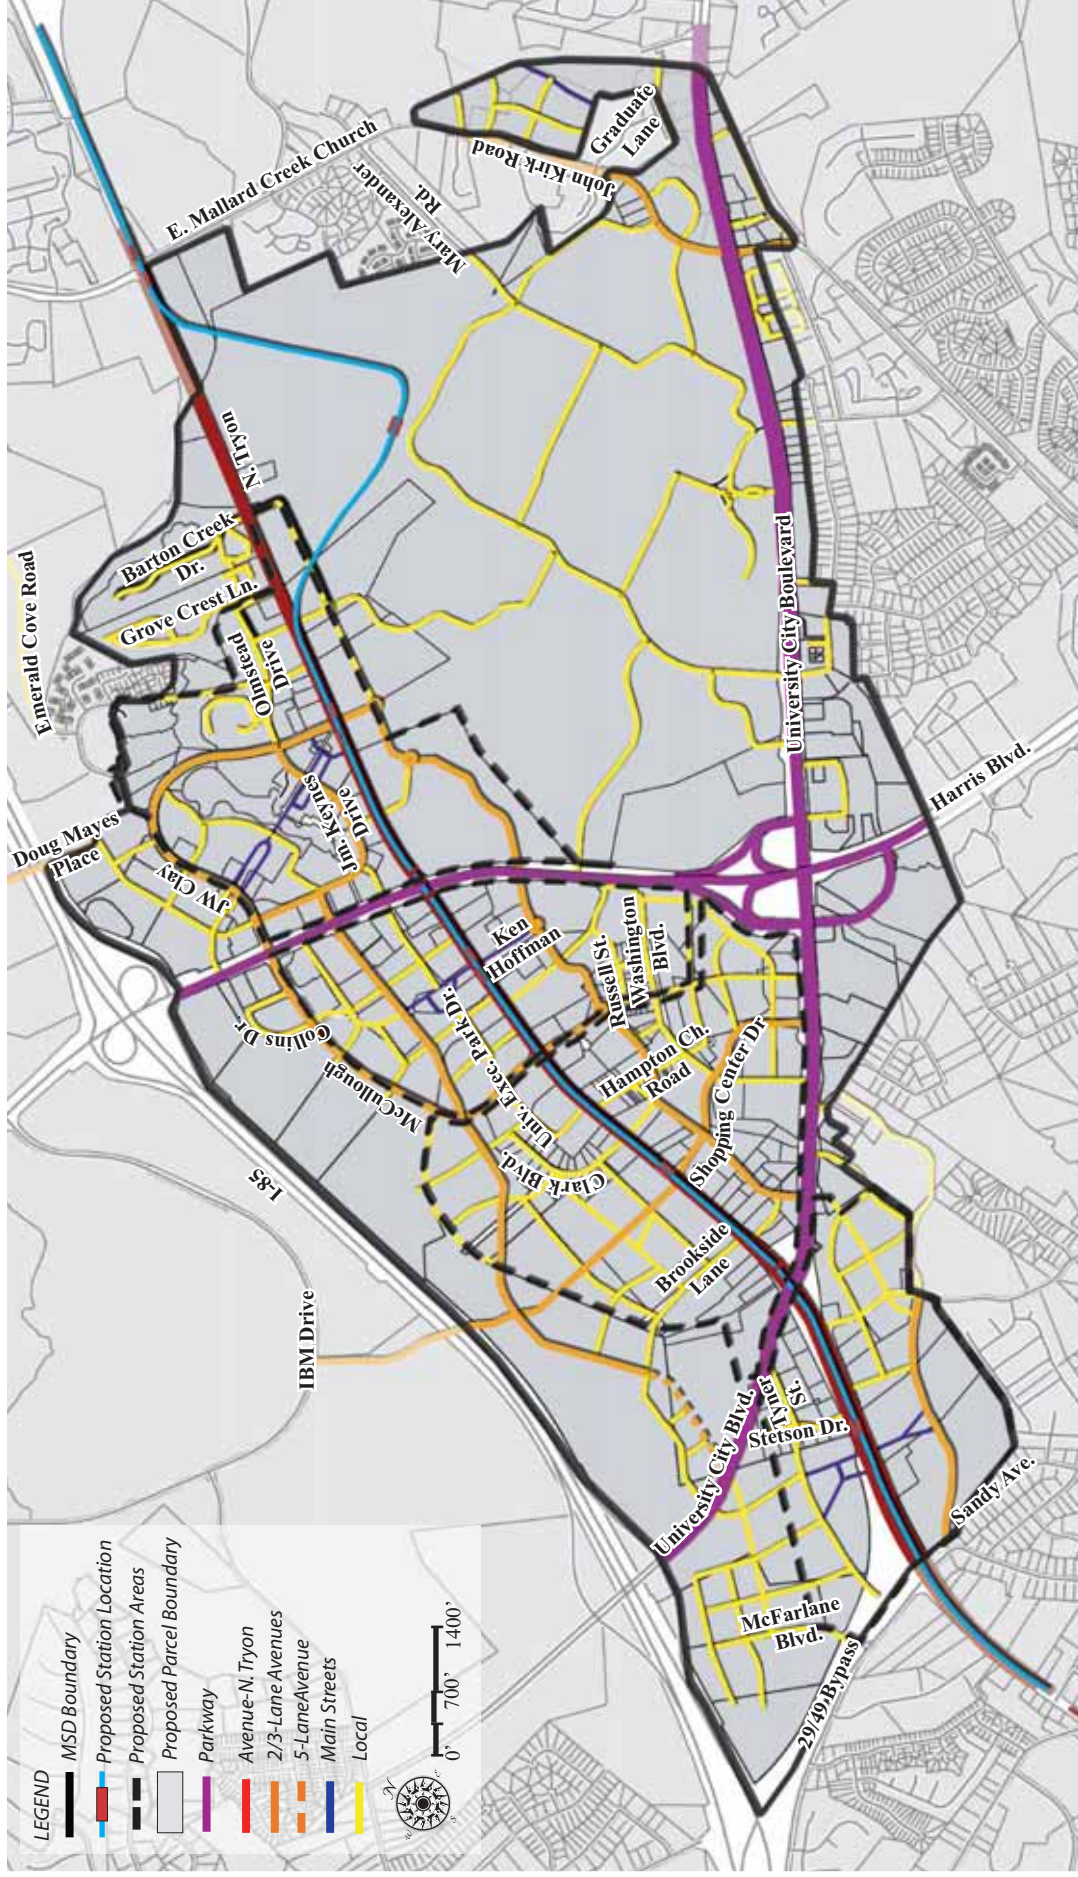 E. Mallard Creek Church
Mary Alexander
Rd.
John Kirk Road
Graduate
Lane
N. Tryon
Barton Creek
Dr.
Grove Crest Ln.
Olmstead
Drive
Emerald Cove Road
Doug Mayes
Place
JW Clay
J.m. Keynes
Drive
University City Boulevard
Harris Blvd.
Ken
Hoffman
Russell St.
Washington
Blvd.
Collins Dr.
McCullough
Univ. Exec. Park Dr.
Hampton Ch.
Road
Shopping Center Dr
Clark Blvd.
Brookside
Lane
I-85
IBM Drive
University City Blvd.
Tyner
St.
Stetson Dr.
Sandy Ave.
McFarlane
Blvd.
29/49 Bypass
LEGEND
MSD Boundary
Proposed Station Location
Proposed Station Areas
Proposed Parcel Boundary
Parkway
Avenue-N. Tryon
2/3-Lane Avenues
5-LaneAvenue
Main Streets
Local
0' 700' 1400'
N
E
S
W